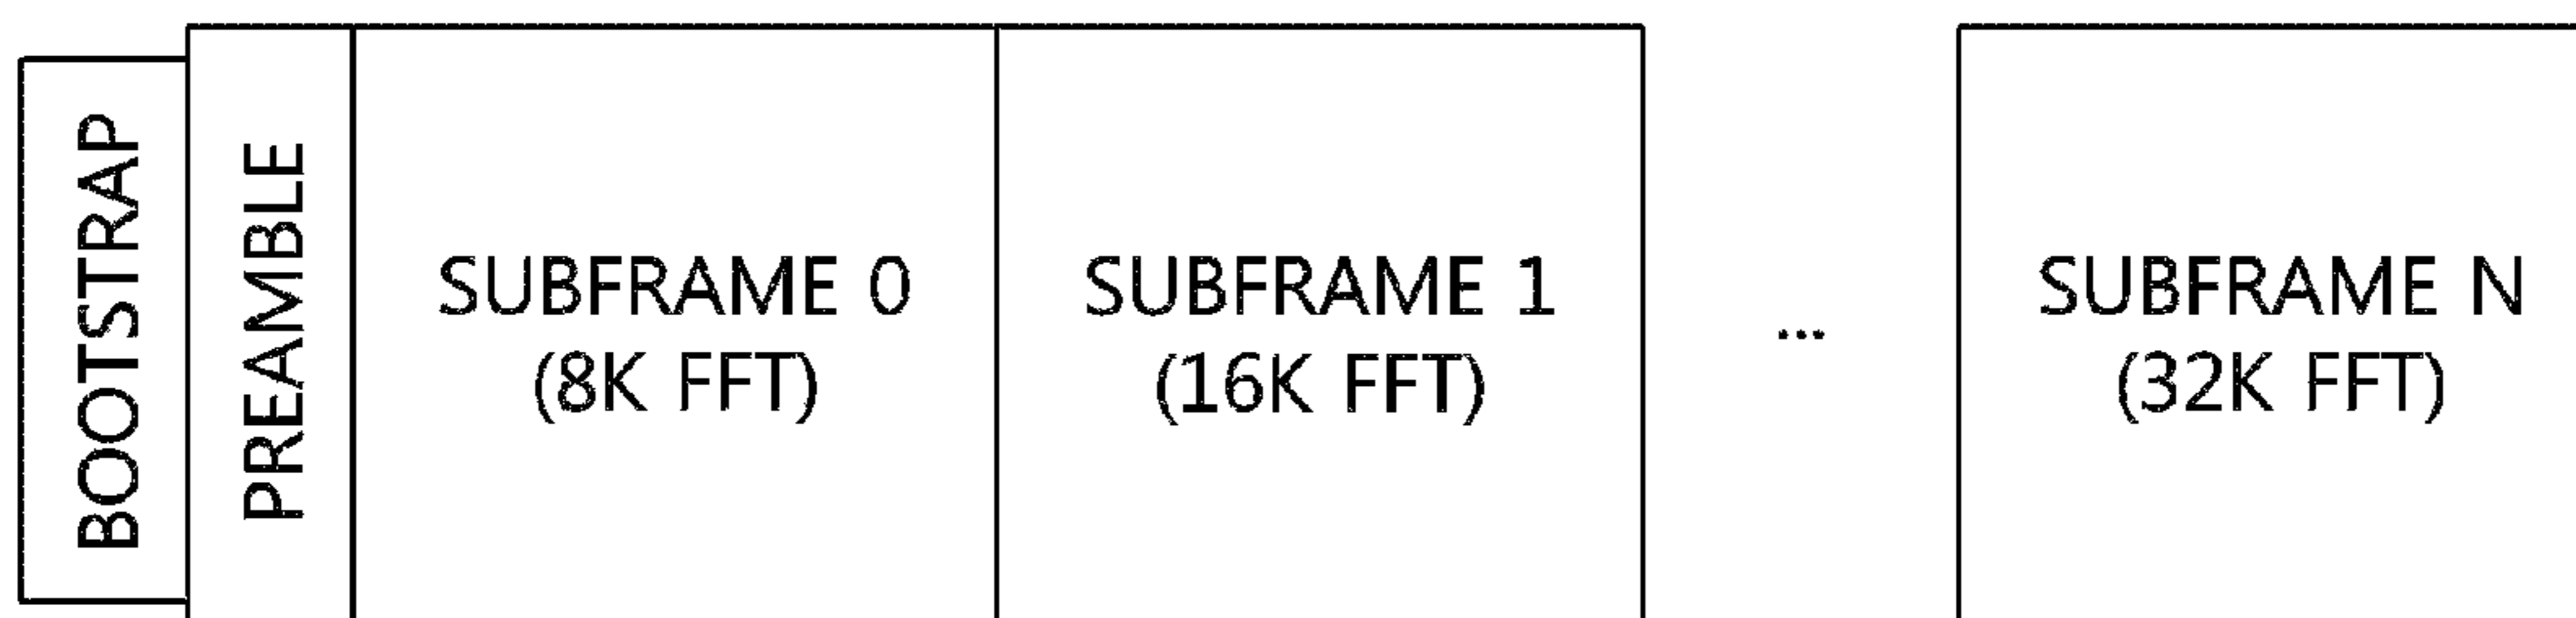 BOOTSTRAP
PREAMBLE
SUBFRAME 0
(8K FFT)
SUBFRAME 1
(16K FFT)
...
SUBFRAME N
(32K FFT)